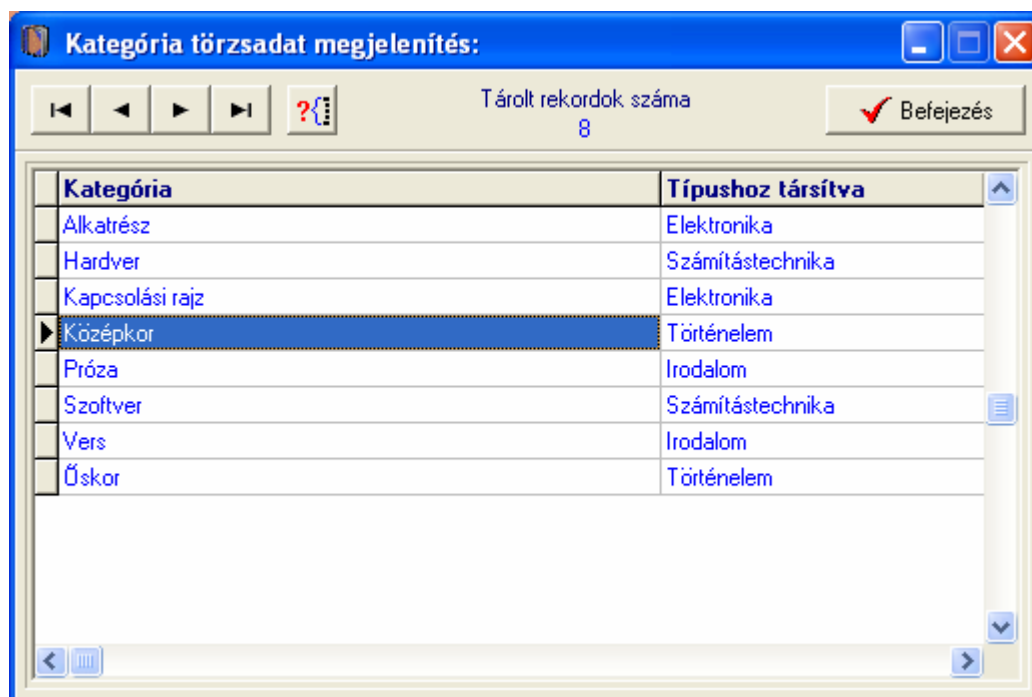 Kategória törzsadat megjelenítés:
?{
Tárolt rekordok száma
8
Befejezés
Kategória Típushoz társítva
Alkatrész Elektronika
Hardver Számítástechnika
Kapcsolási rajz Elektronika
Középkor Történelem
Próza Irodalom
Szoftver Számítástechnika
Vers Irodalom
Őskor Történelem